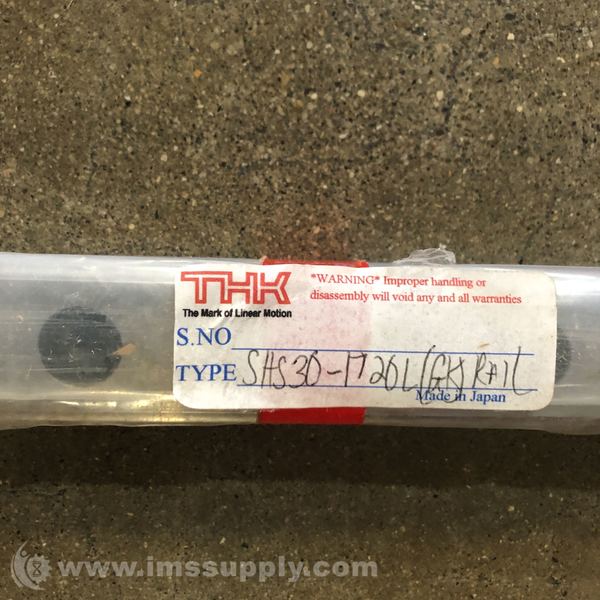 THK
The Mark of Linear Motion
*WARNING* Improper handling or
disassembly will void any and all warranties
S.NO
TYPE SHS30-1720L(GK) RAIL
Made in Japan
www.imssupply.com